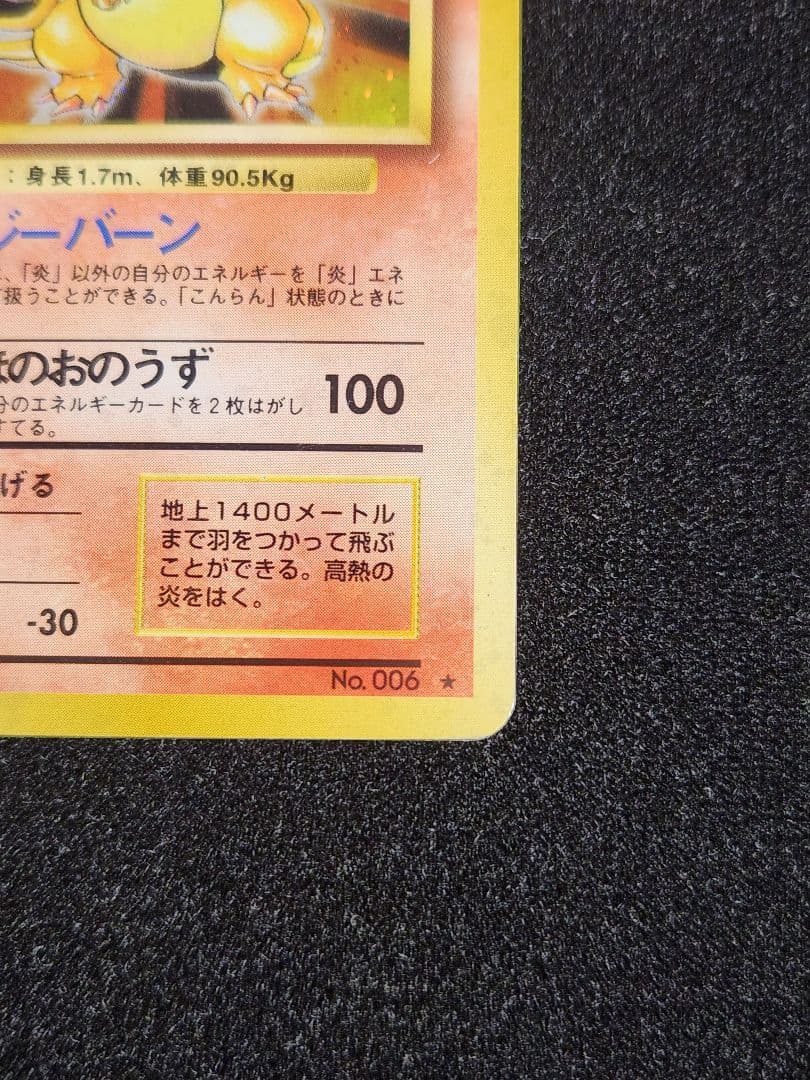 ：身長1.7m、体重90.5Kg
ジーバーン
、「炎」以外の自分のエネルギーを「炎」エネ
扱うことができる。「こんらん」状態のときに
ほのおのうず 100
分のエネルギーカードを2枚はがし
すてる。
げる
地上1400メートル
まで羽をつかって飛ぶ
ことができる。高熱の
炎をはく。
-30
No. 006 ★